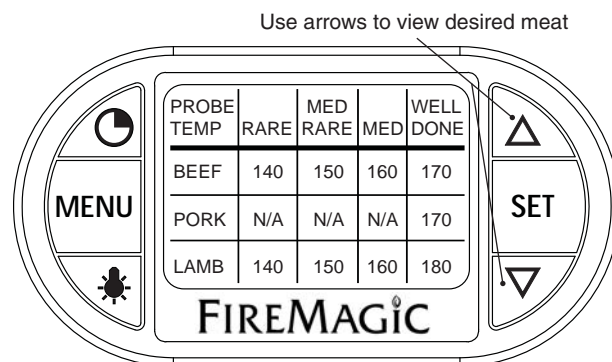 Use arrows to view desired meat
PROBE TEMP RARE MED RARE MED WELL DONE
BEEF 140 150 160 170
PORK N/A N/A N/A 170
LAMB 140 150 160 180
MENU
SET
FIREMAGIC